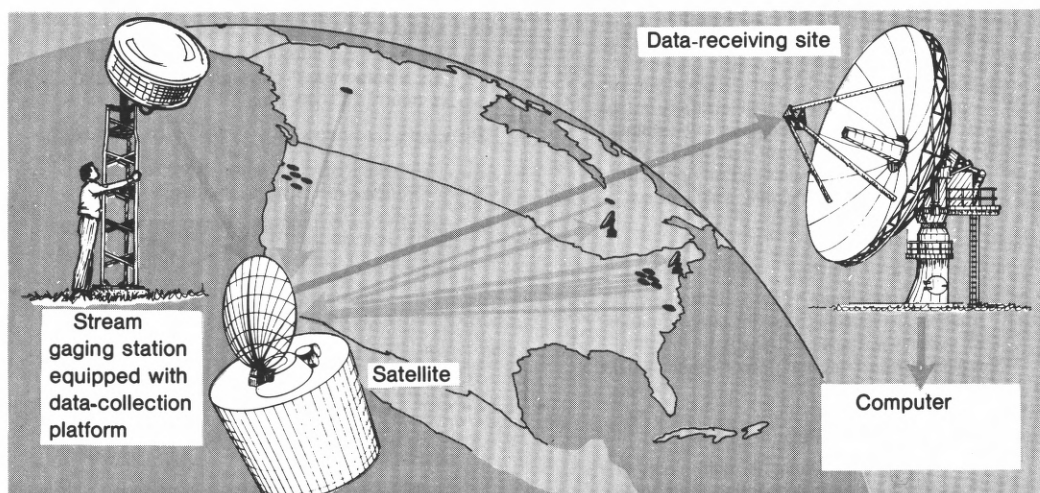 Data-receiving site
Stream
gaging station
equipped with
data-collection
platform
Satellite
Computer